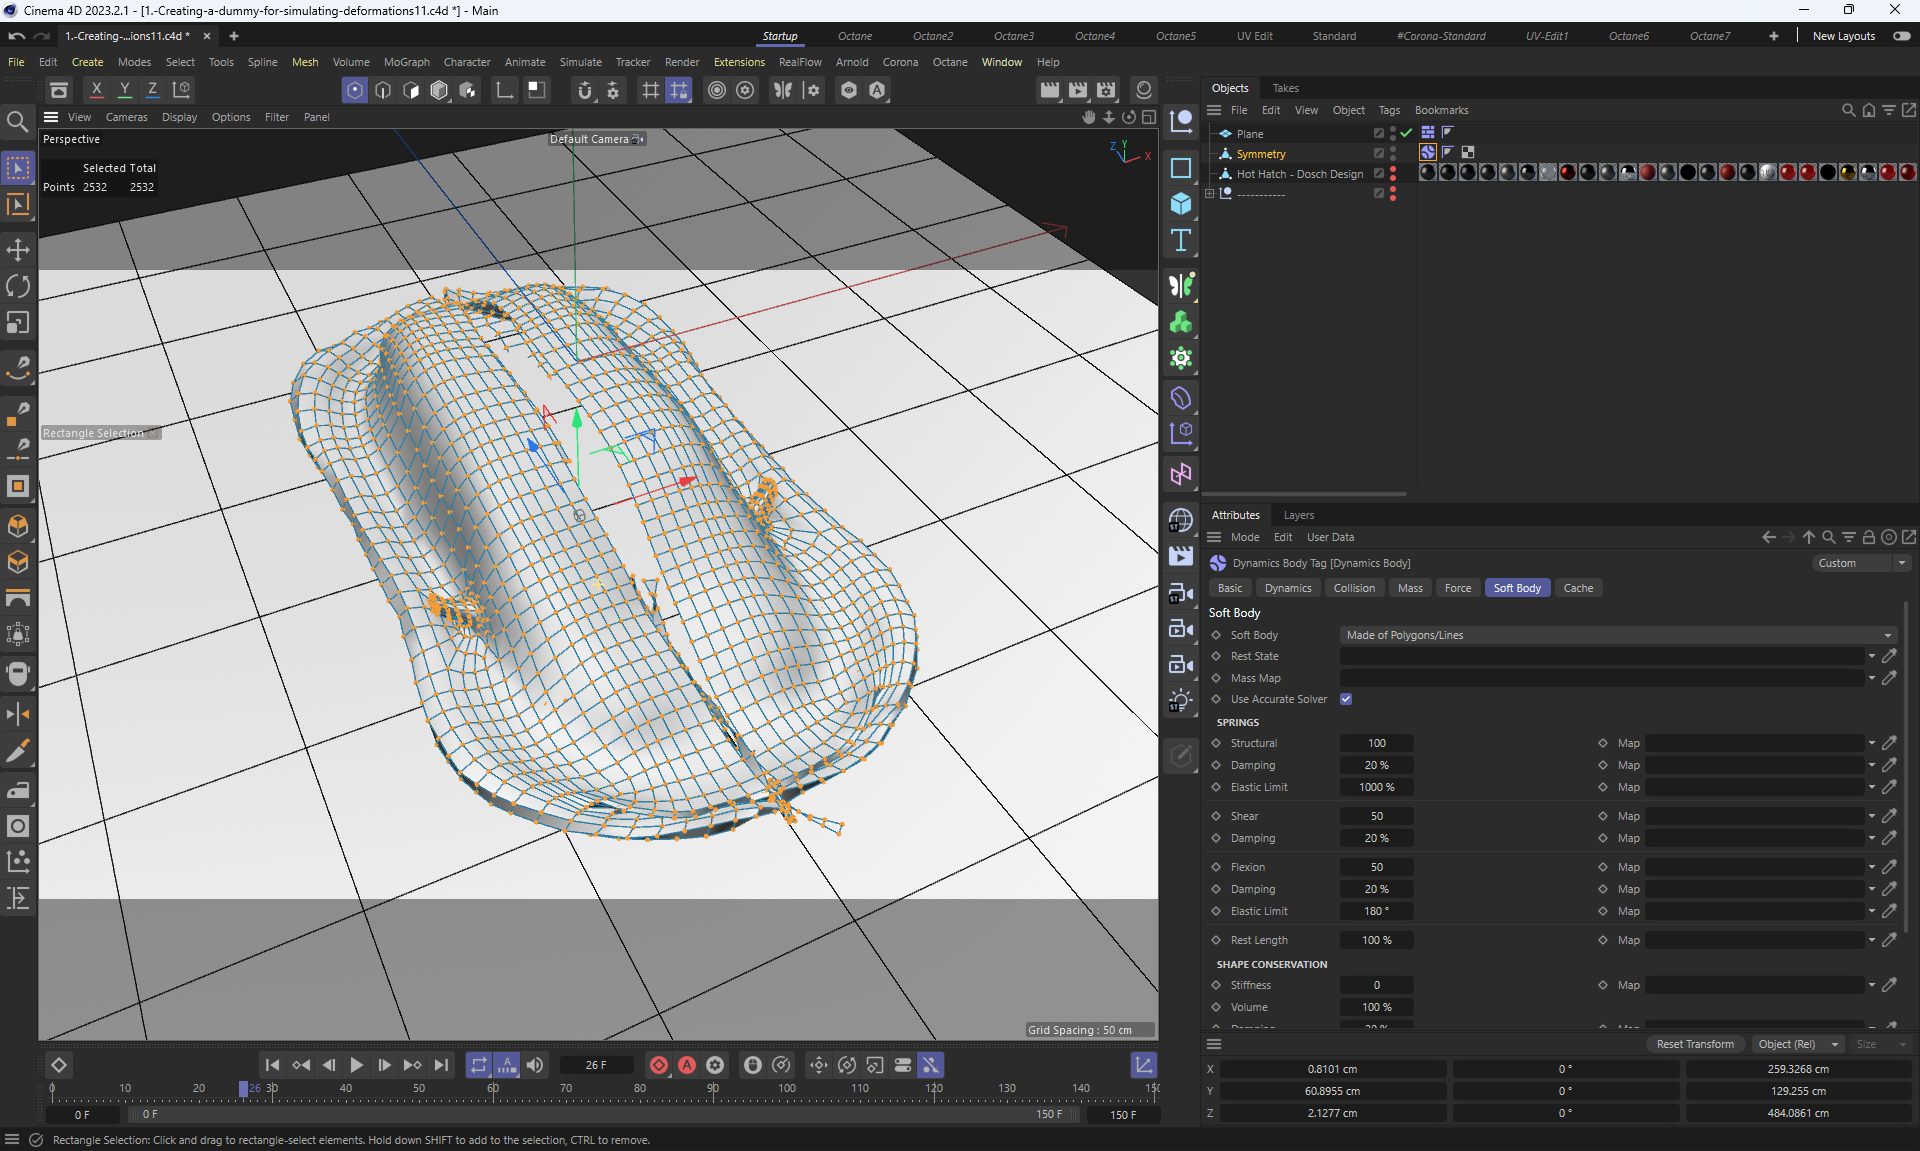 Cinema 4D 2023.2.1 - [1.-Creating-a-dummy-for-simulating-deformations11.c4d *] - Main
1.-Creating-...ions11.c4d * × +
Startup Octane Octane2 Octane3 Octane4 Octane5 UV Edit Standard #Corona-Standard UV-Edit1 Octane6 Octane7 + New Layouts
File Edit Create Modes Select Tools Spline Mesh Volume MoGraph Character Animate Simulate Tracker Render Extensions RealFlow Arnold Corona Octane Window Help
X Y Z
Objects Takes
File Edit View Object Tags Bookmarks
View Cameras Display Options Filter Panel
Perspective
Default Camera
Z Y X
Selected Total
Points 2532 2532
Plane
Symmetry
Hot Hatch - Dosch Design
------------
Rectangle Selection
Grid Spacing : 50 cm
Attributes Layers
Mode Edit User Data
Dynamics Body Tag [Dynamics Body]
Custom
Basic Dynamics Collision Mass Force Soft Body Cache
Soft Body
Soft Body Made of Polygons/Lines
Rest State
Mass Map
Use Accurate Solver
SPRINGS
Structural 100 Map
Damping 20 % Map
Elastic Limit 1000 % Map
Shear 50 Map
Damping 20 % Map
Flexion 50 Map
Damping 20 % Map
Elastic Limit 180 ° Map
Rest Length 100 % Map
SHAPE CONSERVATION
Stiffness 0 Map
Volume 100 %
Reset Transform Object (Rel) Size
X 0.8101 cm 0 ° 259.3268 cm
Y 60.8955 cm 0 ° 129.255 cm
Z 2.1277 cm 0 ° 484.0861 cm
26 F
0 10 20 26 30 40 50 60 70 80 90 100 110 120 130 140
0 F 0 F 150 F 150 F
Rectangle Selection: Click and drag to rectangle-select elements. Hold down SHIFT to add to the selection, CTRL to remove.